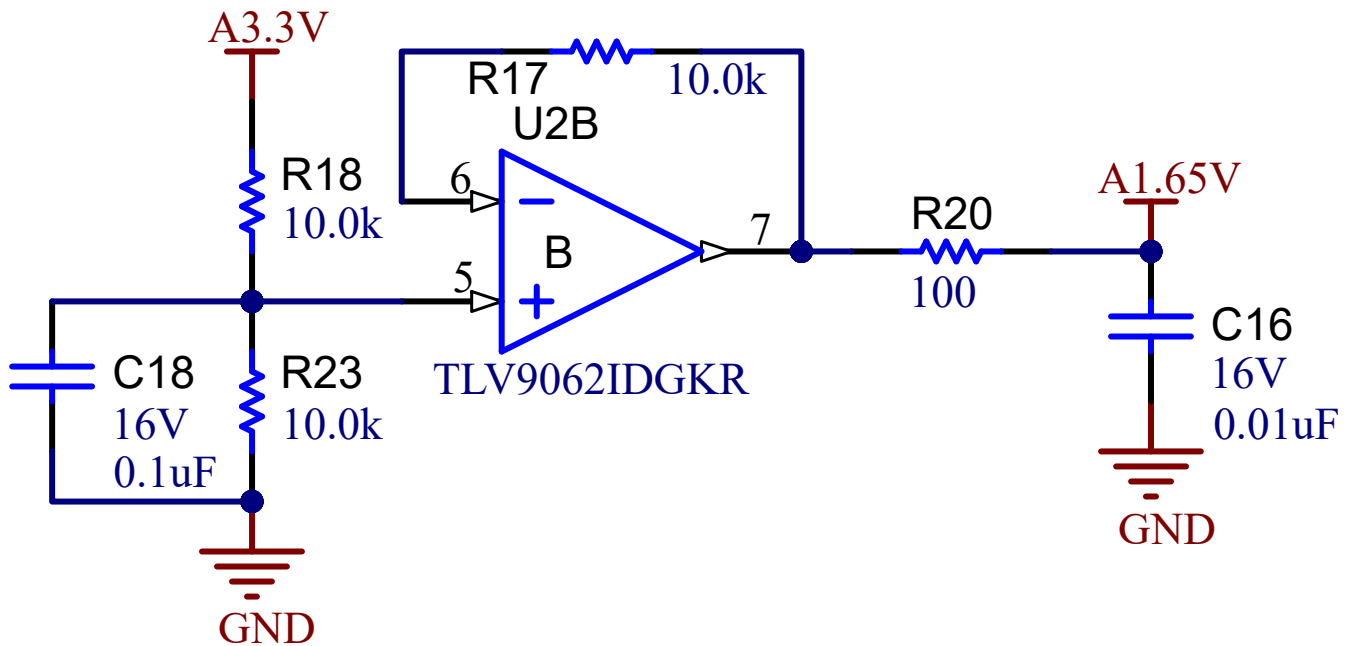 A3.3V
R17
10.0k
U2B
R18
10.0k
6
7
B
5
R20
100
A1.65V
C18
16V
0.1uF
R23
10.0k
TLV9062IDGKR
C16
16V
0.01uF
GND
GND